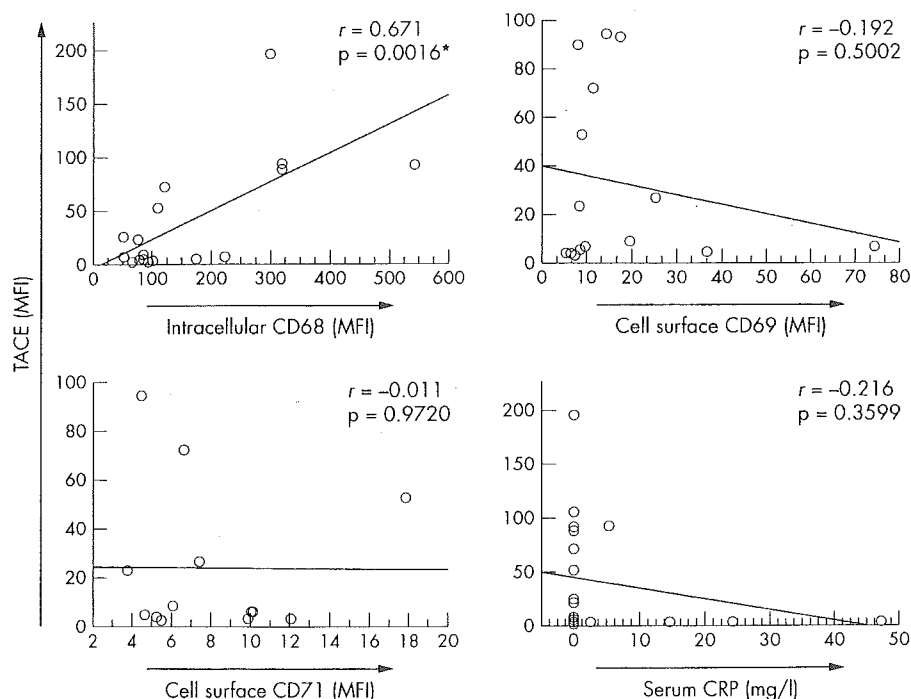 TACE (MFI)
r = 0.671
p = 0.0016*
200
150
100
50
0
0 100 200 300 400 500 600
Intracellular CD68 (MFI)
r = –0.192
p = 0.5002
100
80
60
40
20
0
0 10 20 30 40 50 60 70 80
Cell surface CD69 (MFI)
r = –0.011
p = 0.9720
100
80
60
40
20
0
2 4 6 8 10 12 14 16 18 20
Cell surface CD71 (MFI)
r = –0.216
p = 0.3599
200
150
100
50
0
0 10 20 30 40 50
Serum CRP (mg/l)